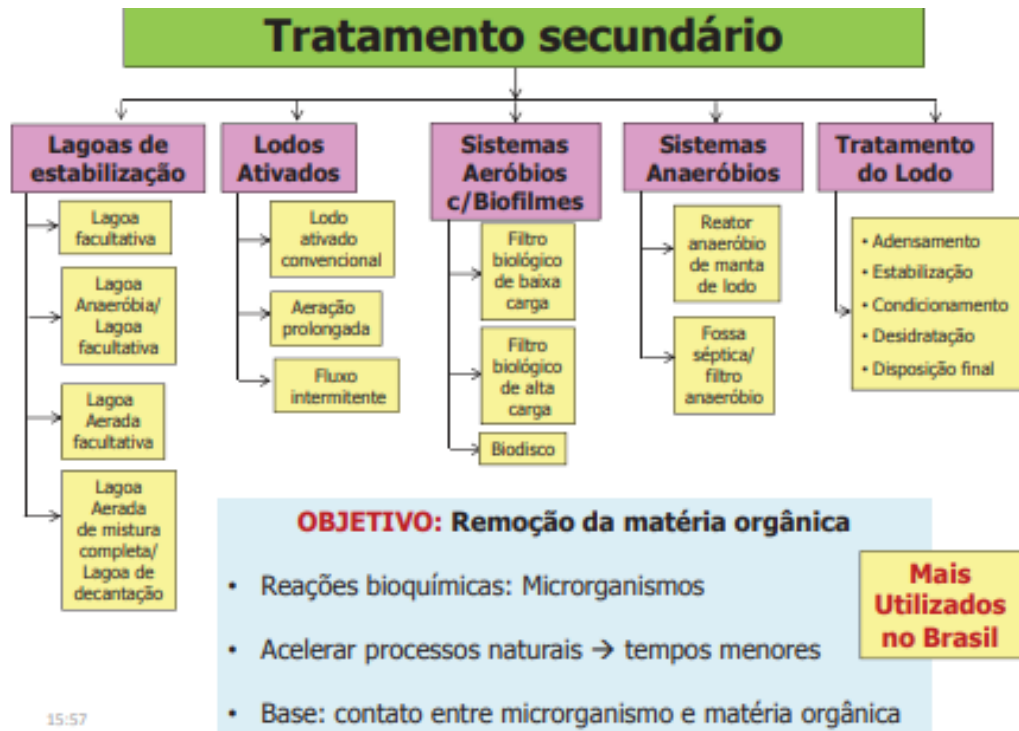 Tratamento secundário
Lagoas de
estabilização
Lagoa
facultativa
Lagoa
Anaeróbia/
Lagoa
facultativa
Lagoa
Aerada
facultativa
Lagoa
Aerada
de mistura
completa/
Lagoa de
decantação
Lodos
Ativados
Lodo
ativado
convencional
Aeração
prolongada
Fluxo
intermitente
Sistemas
Aeróbios
c/Biofilmes
Filtro
biológico
de baixa
carga
Filtro
biológico
de alta
carga
Biodisco
Sistemas
Anaeróbios
Reator
anaeróbio
de manta
de lodo
Fossa
séptica/
filtro
anaeróbio
Tratamento
do Lodo
• Adensamento
• Estabilização
• Condicionamento
• Desidratação
• Disposição final
OBJETIVO: Remoção da matéria orgânica
• Reações bioquímicas: Microrganismos
• Acelerar processos naturais → tempos menores
• Base: contato entre microrganismo e matéria orgânica
Mais
Utilizados
no Brasil
15:57